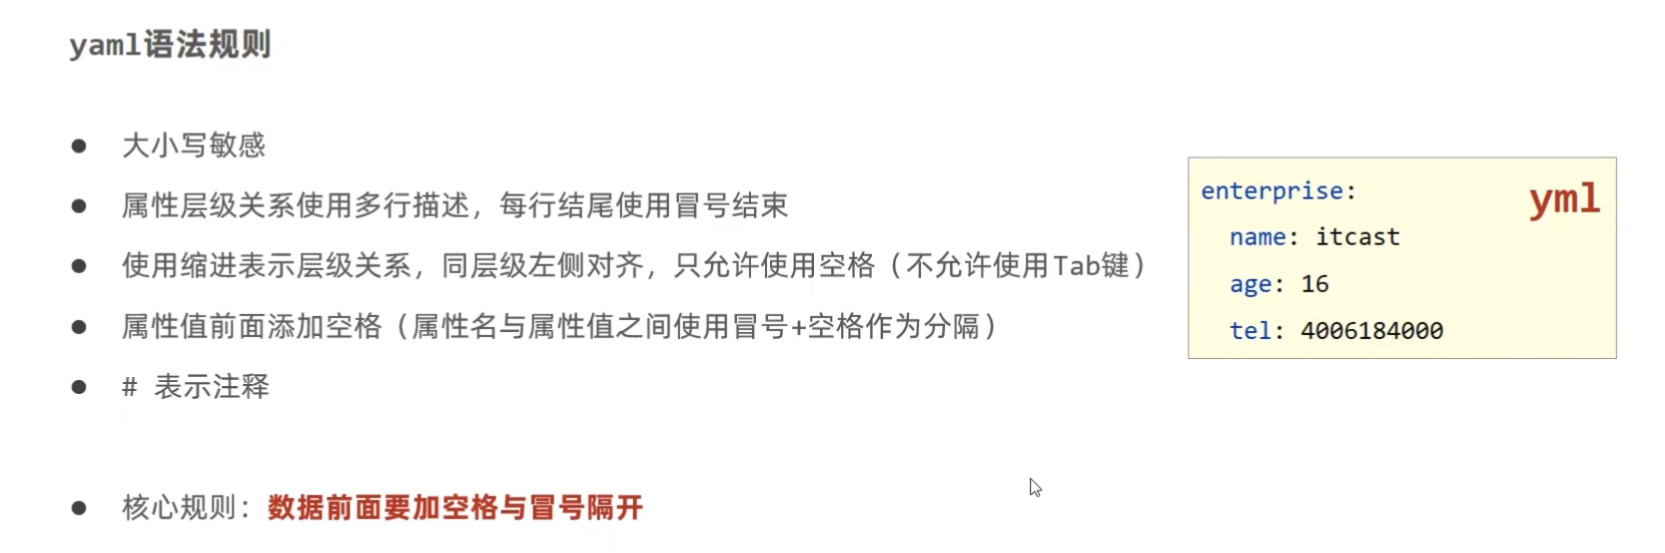 yaml语法规则
● 大小写敏感
● 属性层级关系使用多行描述，每行结尾使用冒号结束
● 使用缩进表示层级关系，同层级左侧对齐，只允许使用空格（不允许使用Tab键）
● 属性值前面添加空格（属性名与属性值之间使用冒号+空格作为分隔）
● # 表示注释
● 核心规则：数据前面要加空格与冒号隔开
yml
enterprise:
  name: itcast
  age: 16
  tel: 4006184000